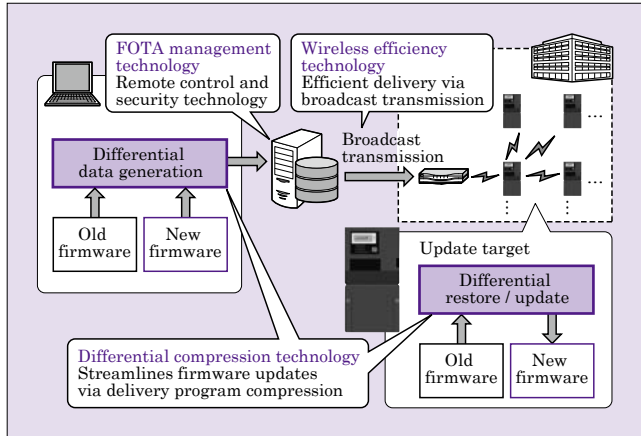 FOTA management
technology
Remote control and
security technology
Wireless efficiency
technology
Efficient delivery via
broadcast transmission
Differential
data generation
Old
firmware
New
firmware
Broadcast
transmission
Update target
Differential
restore / update
Old
firmware
New
firmware
Differential compression technology
Streamlines firmware updates
via delivery program compression